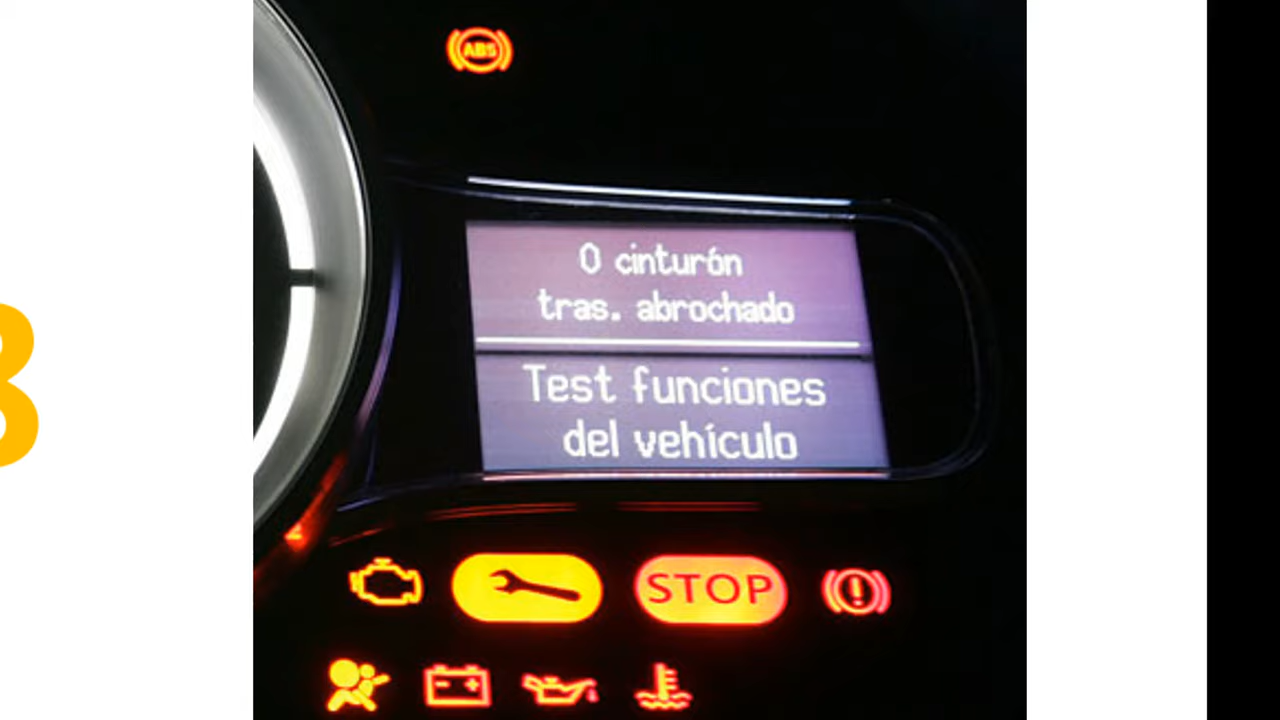 ABS
0 cinturón
tras. abrochado
Test funciones
del vehículo
STOP